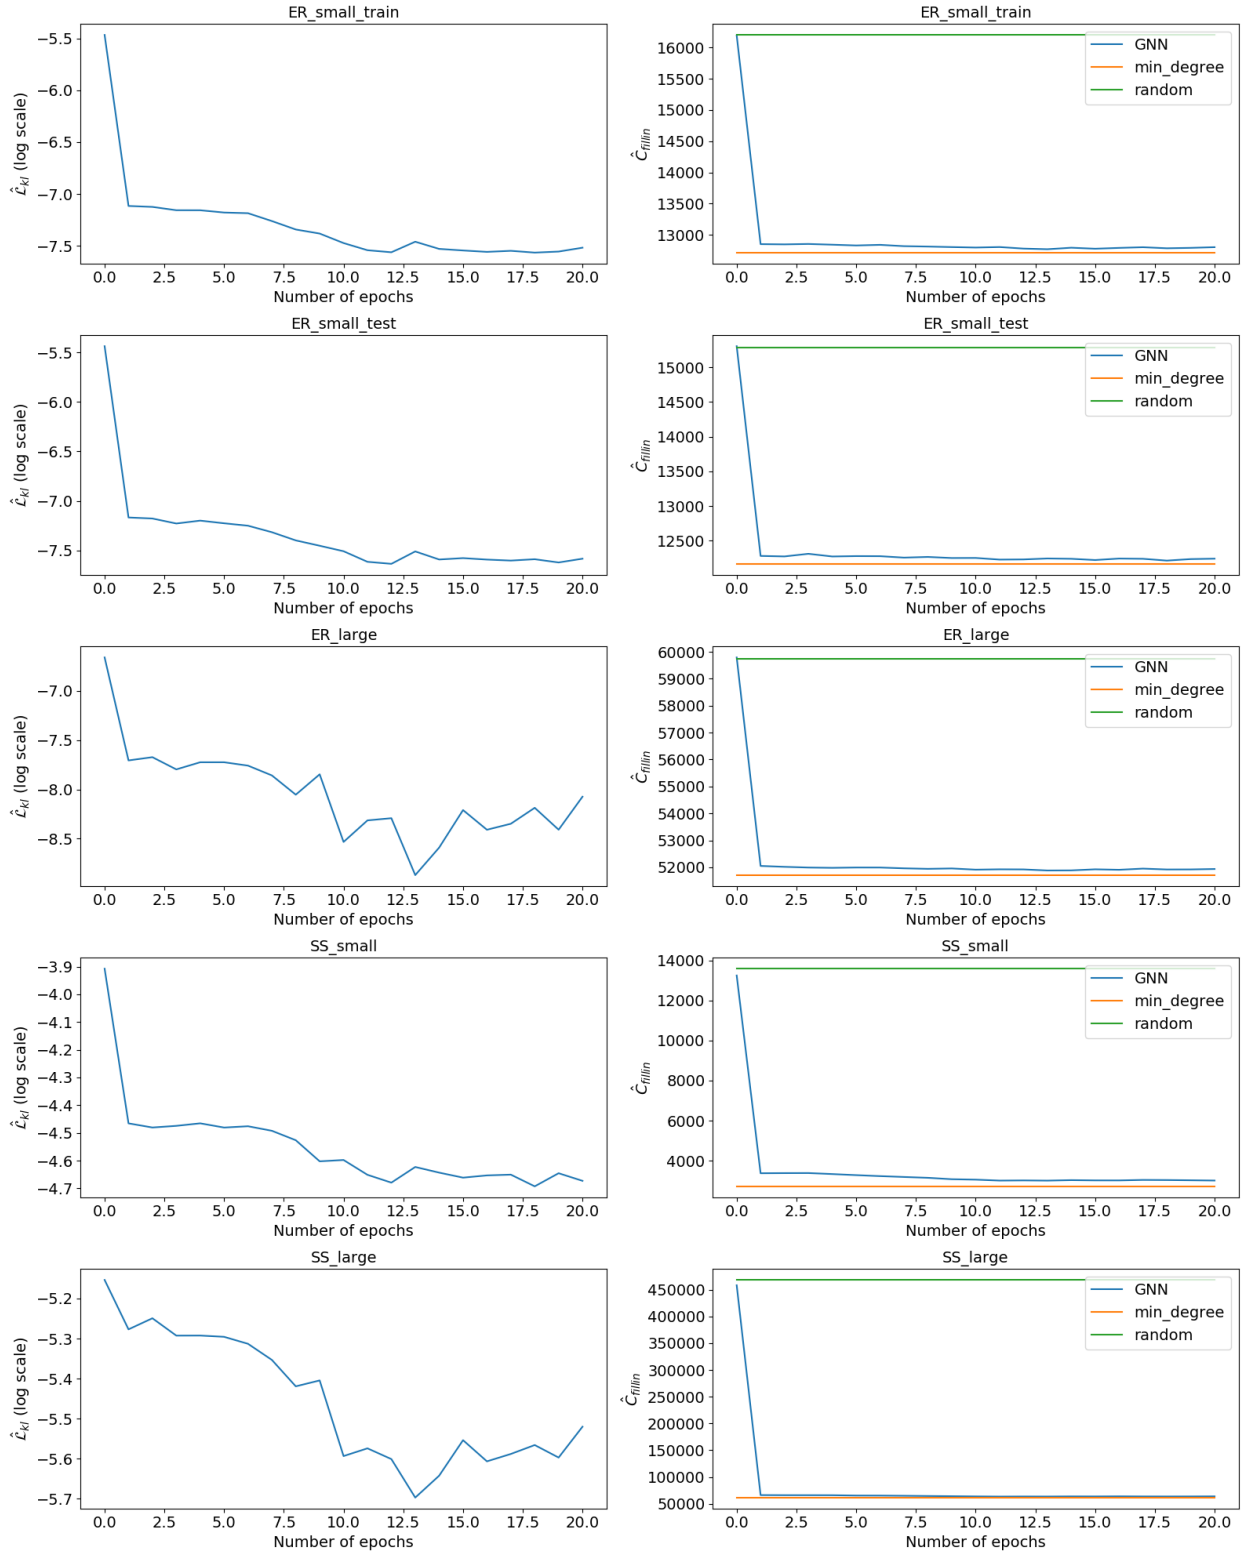 ER_small_train
−5.5
−6.0
−6.5
−7.0
−7.5
0.0 2.5 5.0 7.5 10.0 12.5 15.0 17.5 20.0
Number of epochs
ℒ̂_kl (log scale)
ER_small_train
16000
15500
15000
14500
14000
13500
13000
0.0 2.5 5.0 7.5 10.0 12.5 15.0 17.5 20.0
Number of epochs
Ĉ_fillin
GNN
min_degree
random
ER_small_test
−5.5
−6.0
−6.5
−7.0
−7.5
0.0 2.5 5.0 7.5 10.0 12.5 15.0 17.5 20.0
Number of epochs
ℒ̂_kl (log scale)
ER_small_test
15000
14500
14000
13500
13000
12500
0.0 2.5 5.0 7.5 10.0 12.5 15.0 17.5 20.0
Number of epochs
Ĉ_fillin
GNN
min_degree
random
ER_large
−7.0
−7.5
−8.0
−8.5
0.0 2.5 5.0 7.5 10.0 12.5 15.0 17.5 20.0
Number of epochs
ℒ̂_kl (log scale)
ER_large
60000
59000
58000
57000
56000
55000
54000
53000
52000
0.0 2.5 5.0 7.5 10.0 12.5 15.0 17.5 20.0
Number of epochs
Ĉ_fillin
GNN
min_degree
random
SS_small
−3.9
−4.0
−4.1
−4.2
−4.3
−4.4
−4.5
−4.6
−4.7
0.0 2.5 5.0 7.5 10.0 12.5 15.0 17.5 20.0
Number of epochs
ℒ̂_kl (log scale)
SS_small
14000
12000
10000
8000
6000
4000
0.0 2.5 5.0 7.5 10.0 12.5 15.0 17.5 20.0
Number of epochs
Ĉ_fillin
GNN
min_degree
random
SS_large
−5.2
−5.3
−5.4
−5.5
−5.6
−5.7
0.0 2.5 5.0 7.5 10.0 12.5 15.0 17.5 20.0
Number of epochs
ℒ̂_kl (log scale)
SS_large
450000
400000
350000
300000
250000
200000
150000
100000
50000
0.0 2.5 5.0 7.5 10.0 12.5 15.0 17.5 20.0
Number of epochs
Ĉ_fillin
GNN
min_degree
random